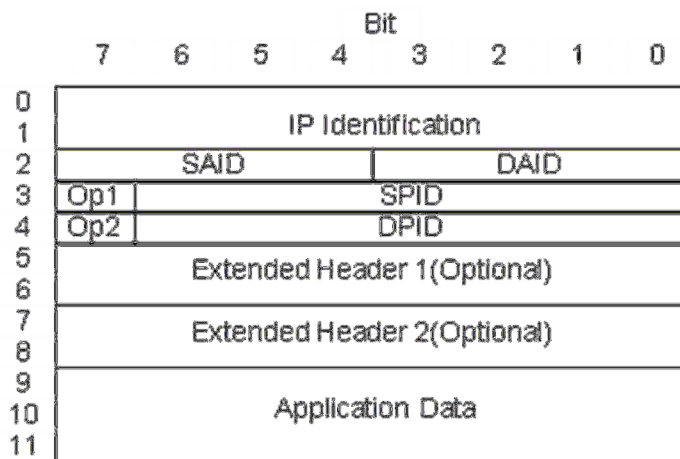 Bit
7 6 5 4 3 2 1 0
0
IP Identification
1
2 SAID DAID
3 Op1 SPID
4 Op2 DPID
5
Extended Header 1(Optional)
6
7
Extended Header 2(Optional)
8
9
10 Application Data
11